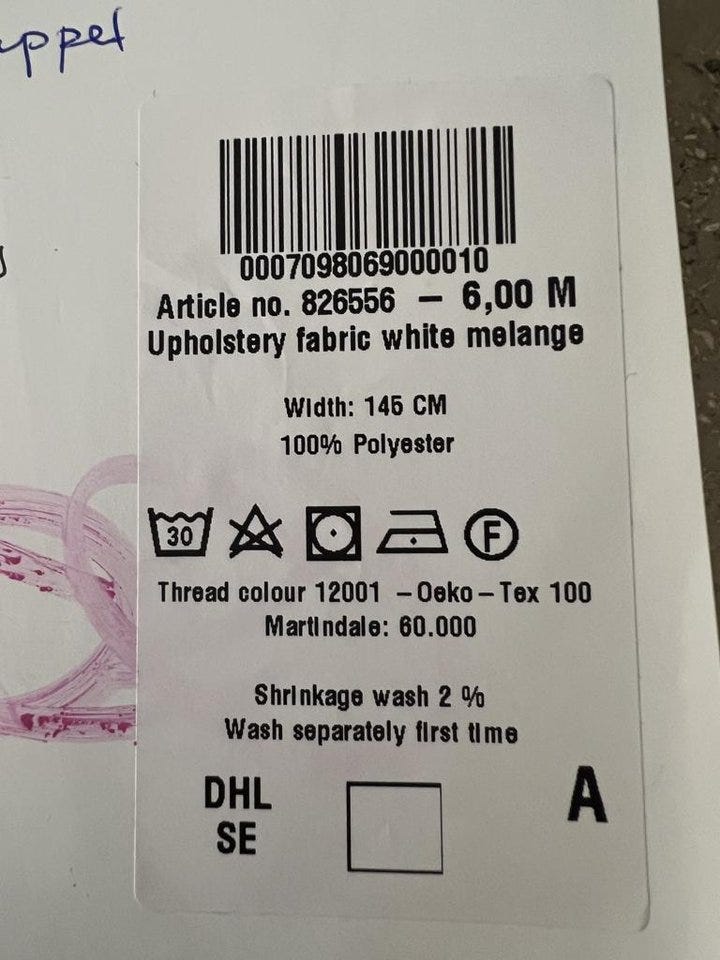 0007098069000010
Article no. 826556 – 6,00 M
Upholstery fabric white melange
Width: 145 CM
100% Polyester
30 F
Thread colour 12001 – Oeko – Tex 100
Martindale: 60.000
Shrinkage wash 2 %
Wash separately first time
DHL
SE
A